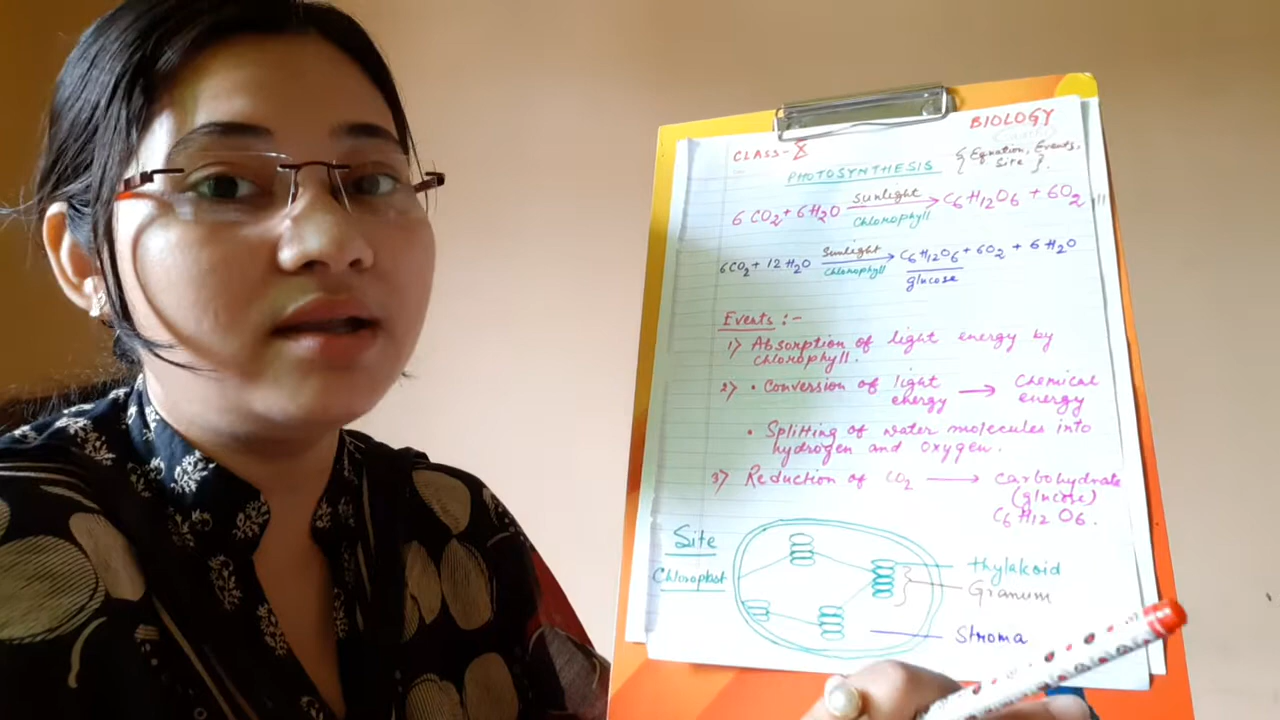 BIOLOGY
CLASS-X
PHOTOSYNTHESIS
{ Equation, Events,
Site }.
6CO2 + 6H2O sunlight Chlorophyll → C6H12O6 + 6O2
6CO2 + 12H2O Sunlight Chlorophyll → C6H12O6 + 6O2 + 6H2O
glucose
Events :-
1) Absorption of light energy by
chlorophyll.
2) • Conversion of light energy → Chemical energy
• Splitting of water molecules into
hydrogen and Oxygen.
3) Reduction of CO2 → carbohydrate
(glucose)
C6H12O6.
Site
Chloroplast
Thylakoid
Granum
Stroma